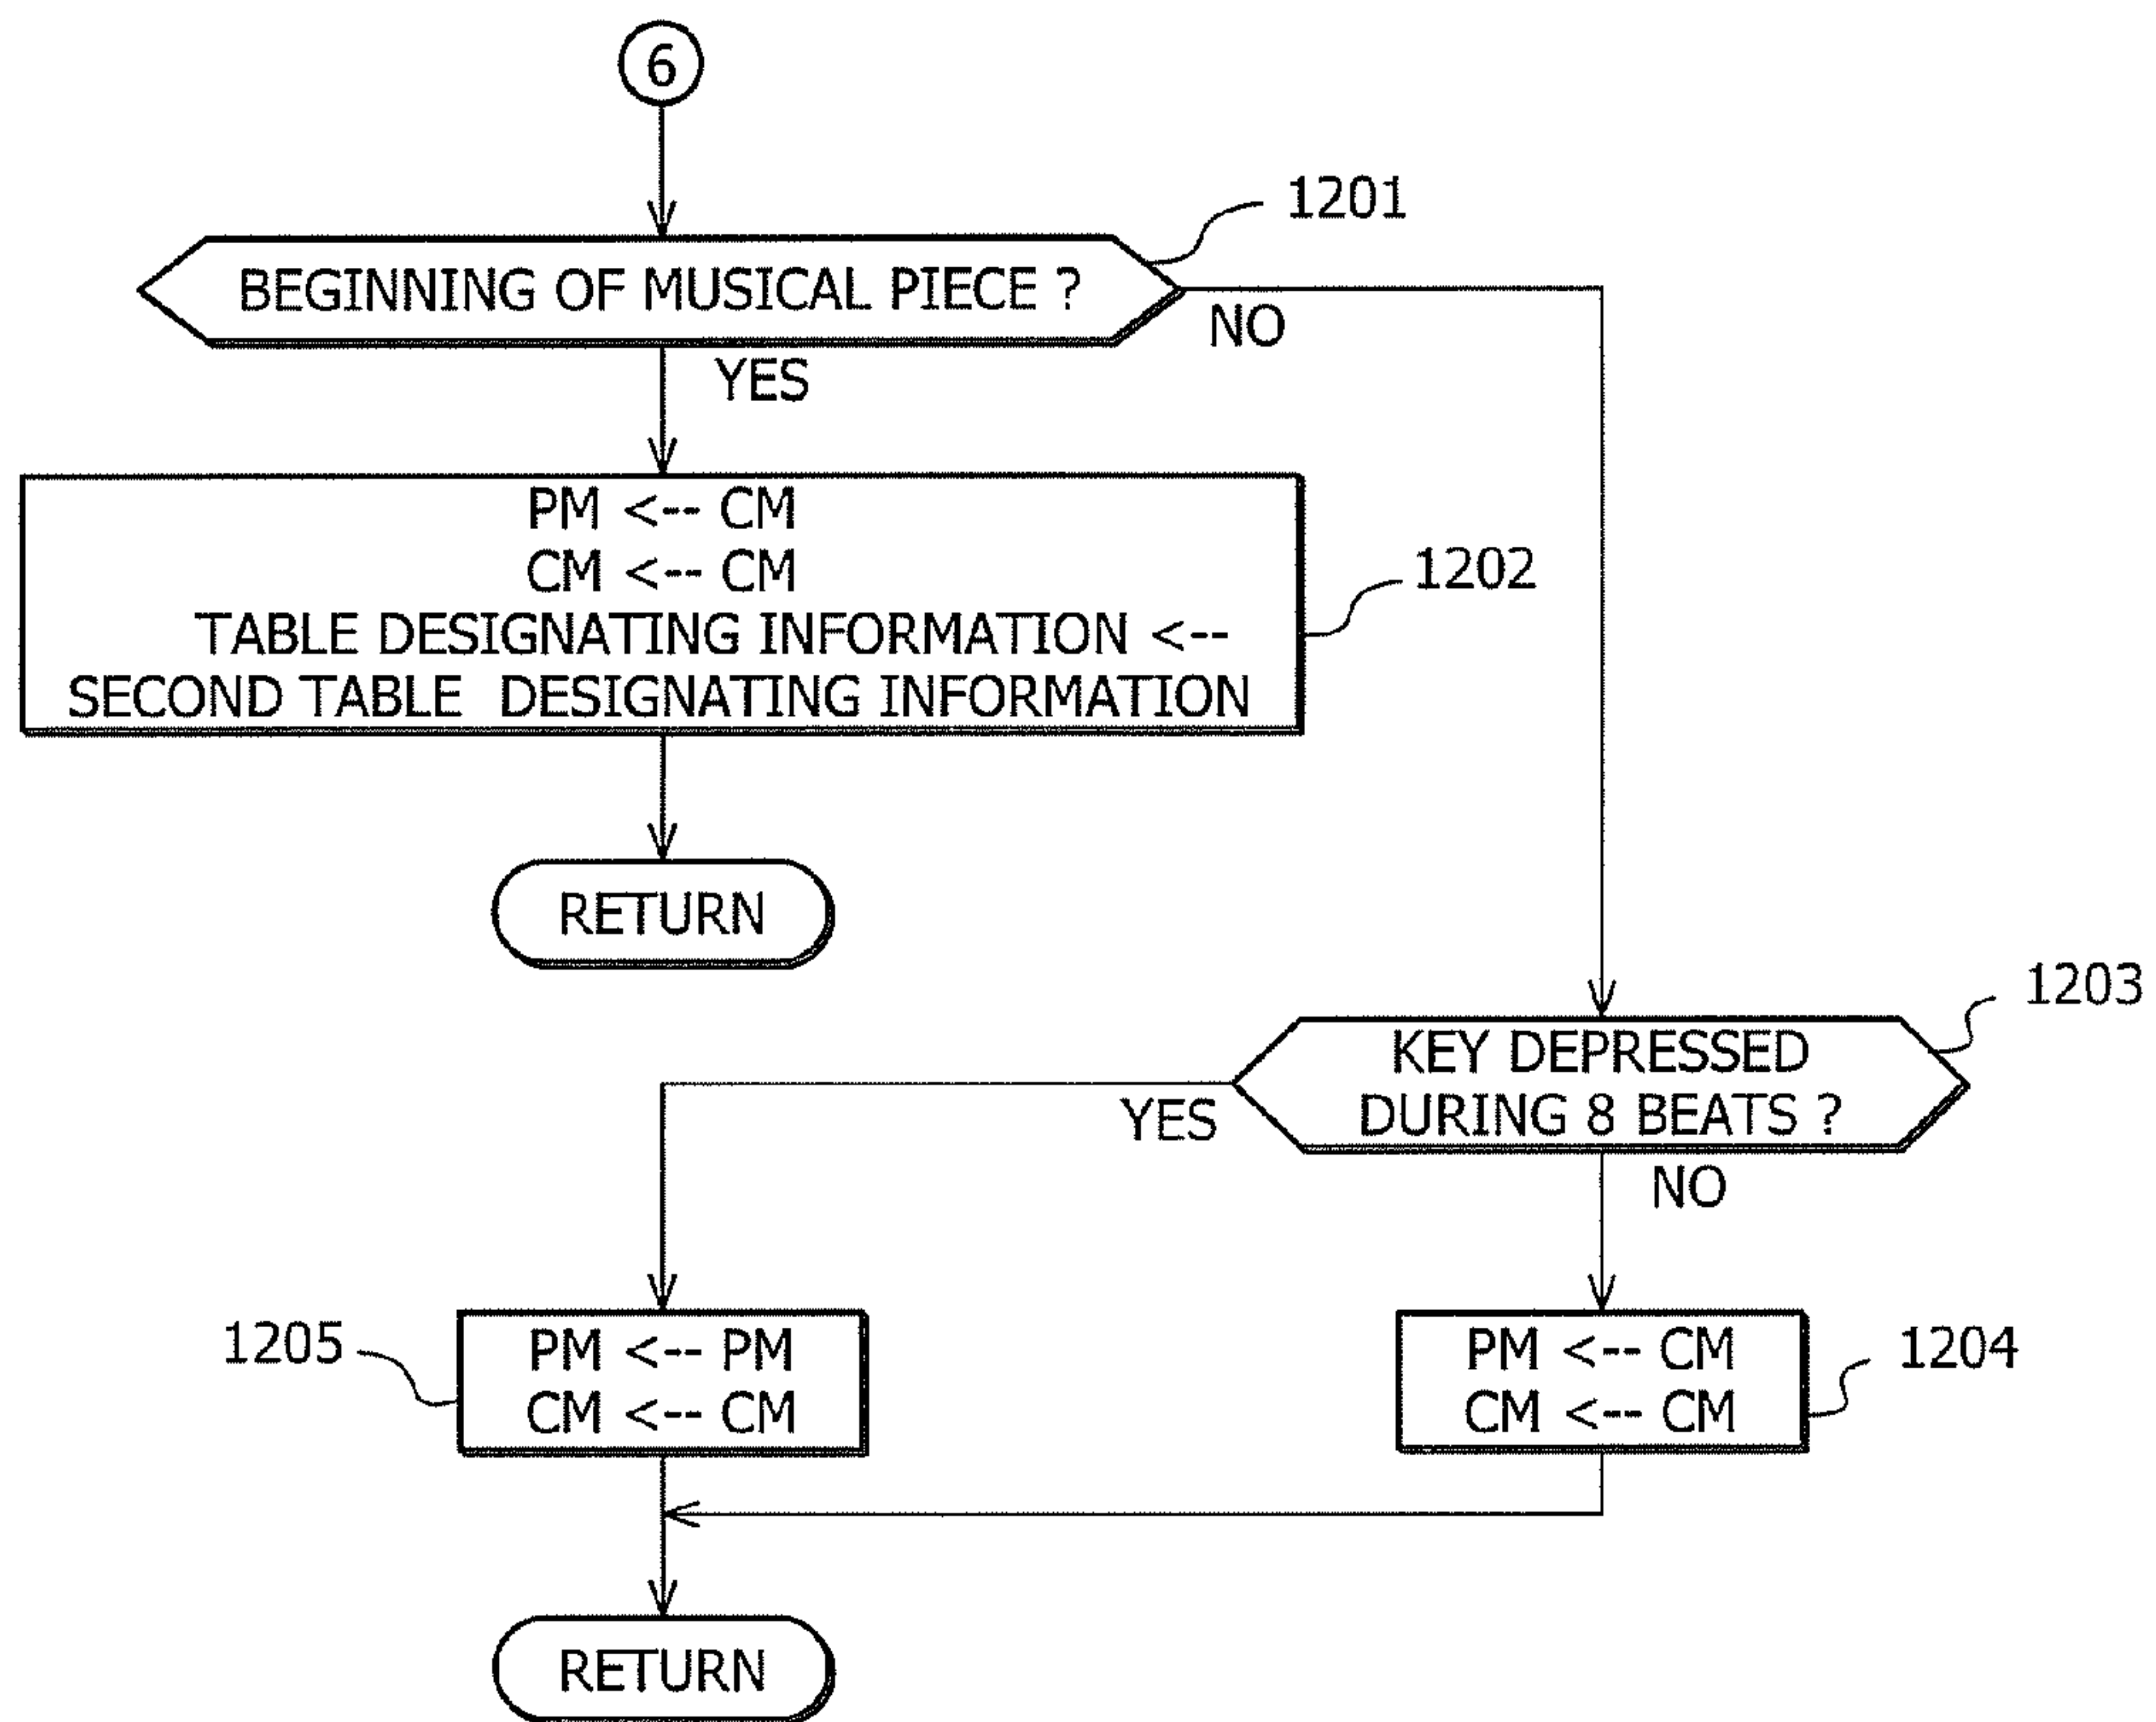 6
1201
BEGINNING OF MUSICAL PIECE ?
NO
YES
PM <-- CM
CM <-- CM
1202
TABLE DESIGNATING INFORMATION <--
SECOND TABLE DESIGNATING INFORMATION
RETURN
1203
KEY DEPRESSED
DURING 8 BEATS ?
YES
NO
1205
PM <-- PM
CM <-- CM
PM <-- CM
CM <-- CM
1204
RETURN